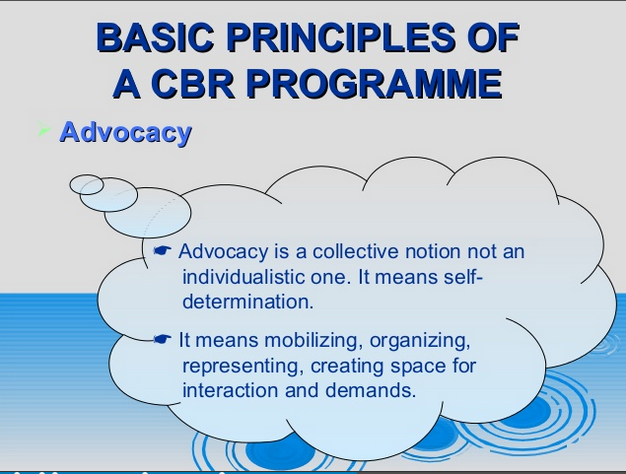 BASIC PRINCIPLES OF
A CBR PROGRAMME
Advocacy
Advocacy is a collective notion not an
individualistic one. It means self-
determination.
It means mobilizing, organizing,
representing, creating space for
interaction and demands.